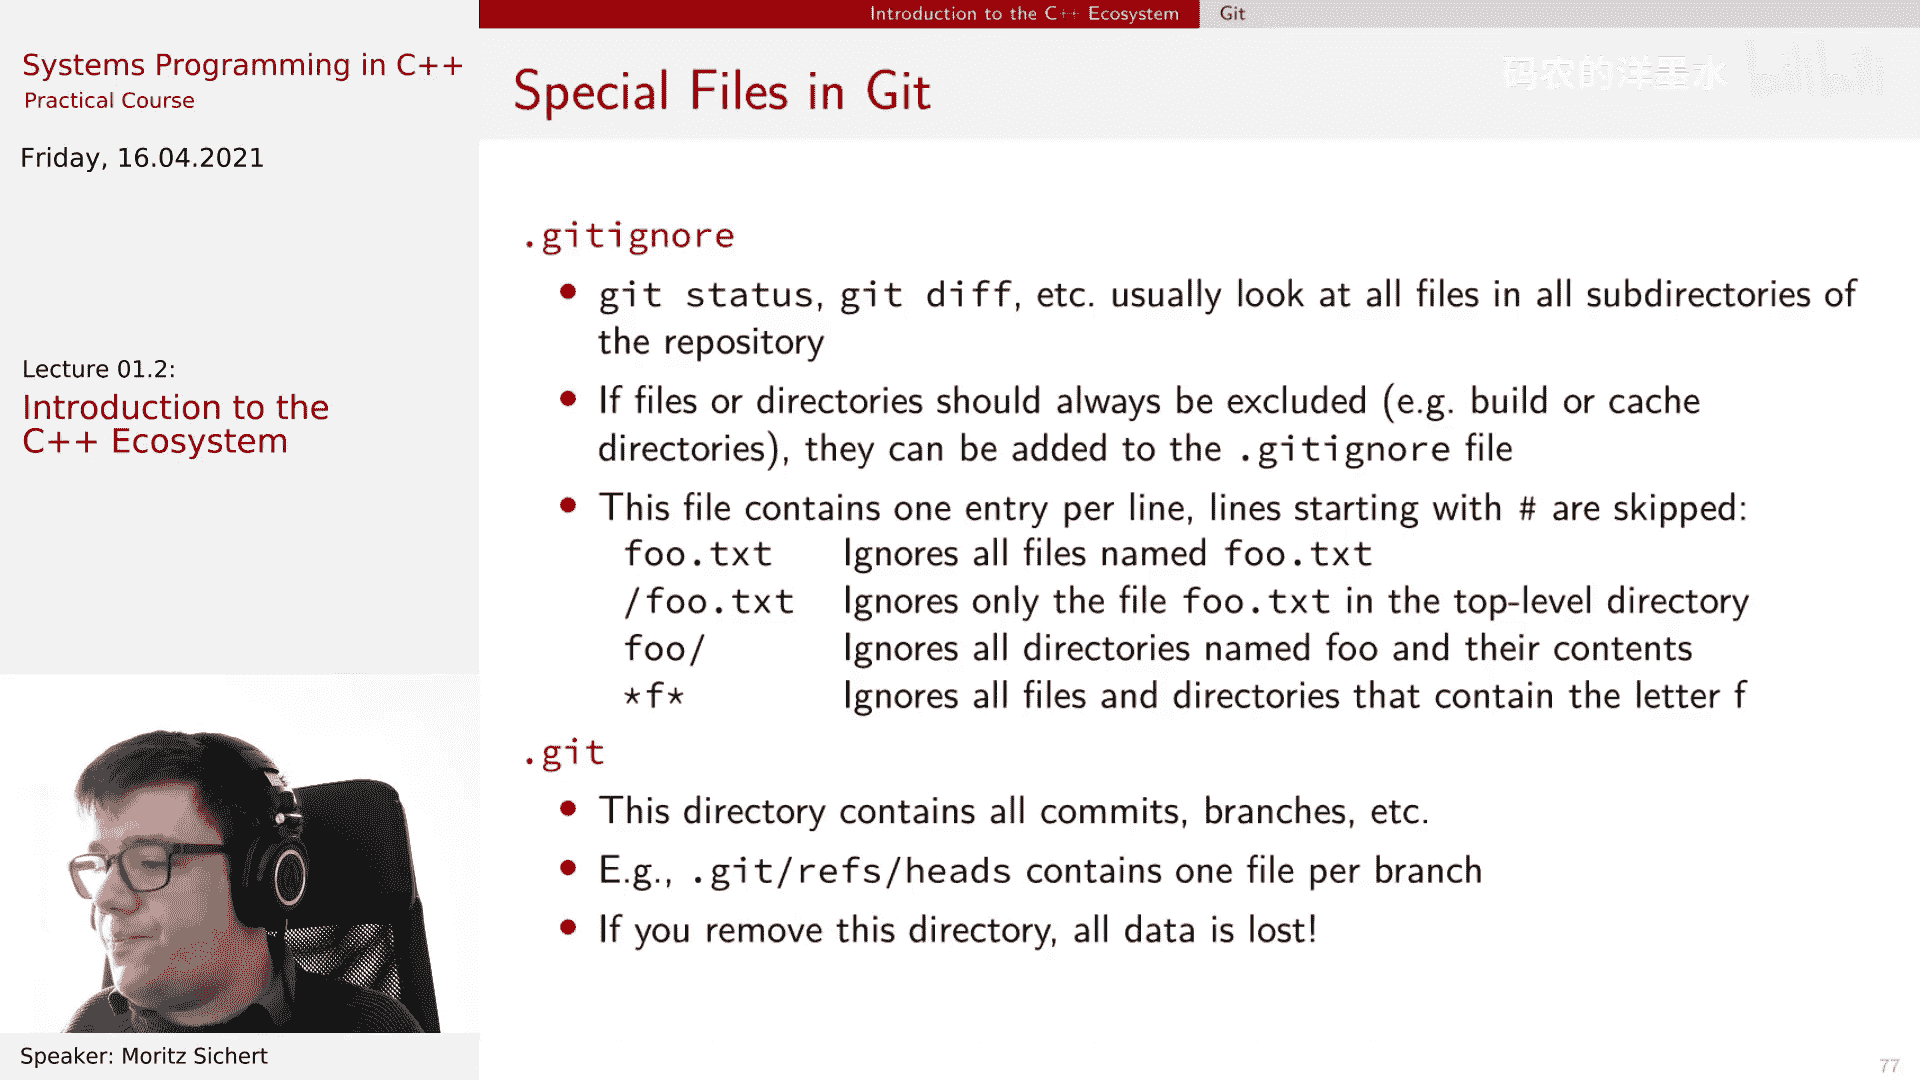 Introduction to the C++ Ecosystem Git
Systems Programming in C++
Practical Course
Friday, 16.04.2021
Lecture 01.2:
Introduction to the
C++ Ecosystem
Speaker: Moritz Sichert
Special Files in Git
码农的洋墨水 bilibili
.gitignore
• git status, git diff, etc. usually look at all files in all subdirectories of
the repository
• If files or directories should always be excluded (e.g. build or cache
directories), they can be added to the .gitignore file
• This file contains one entry per line, lines starting with # are skipped:
foo.txt Ignores all files named foo.txt
/foo.txt Ignores only the file foo.txt in the top-level directory
foo/ Ignores all directories named foo and their contents
*f* Ignores all files and directories that contain the letter f
.git
• This directory contains all commits, branches, etc.
• E.g., .git/refs/heads contains one file per branch
• If you remove this directory, all data is lost!
77